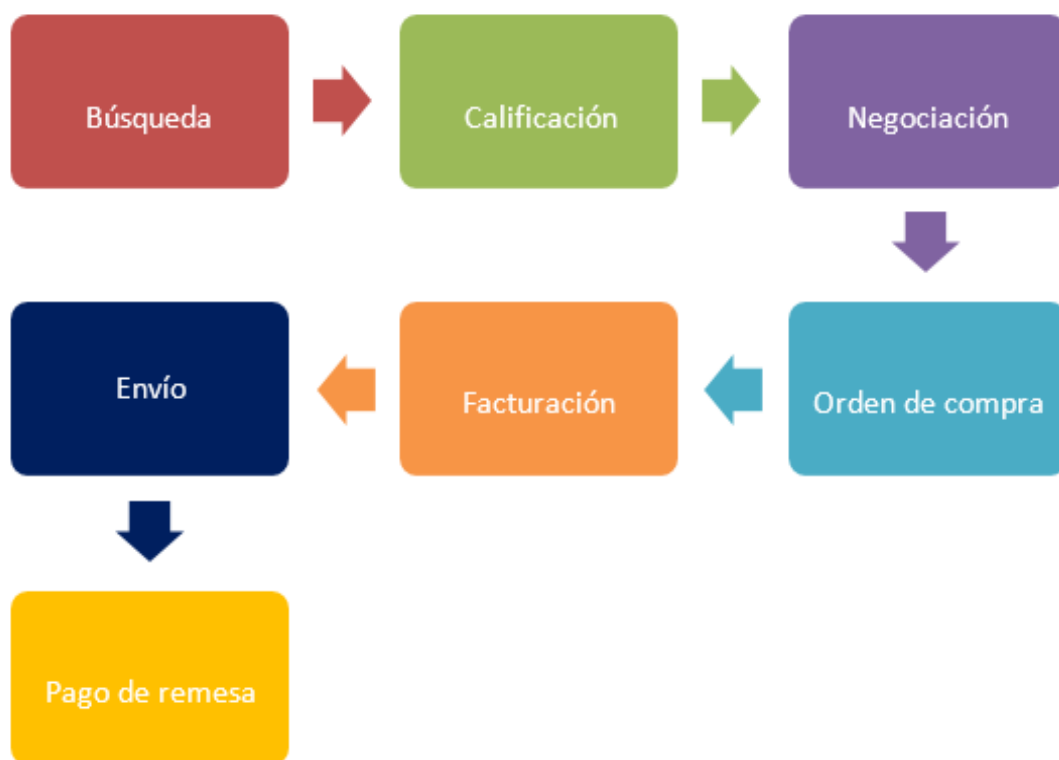 Búsqueda
Calificación
Negociación
Orden de compra
Facturación
Envío
Pago de remesa